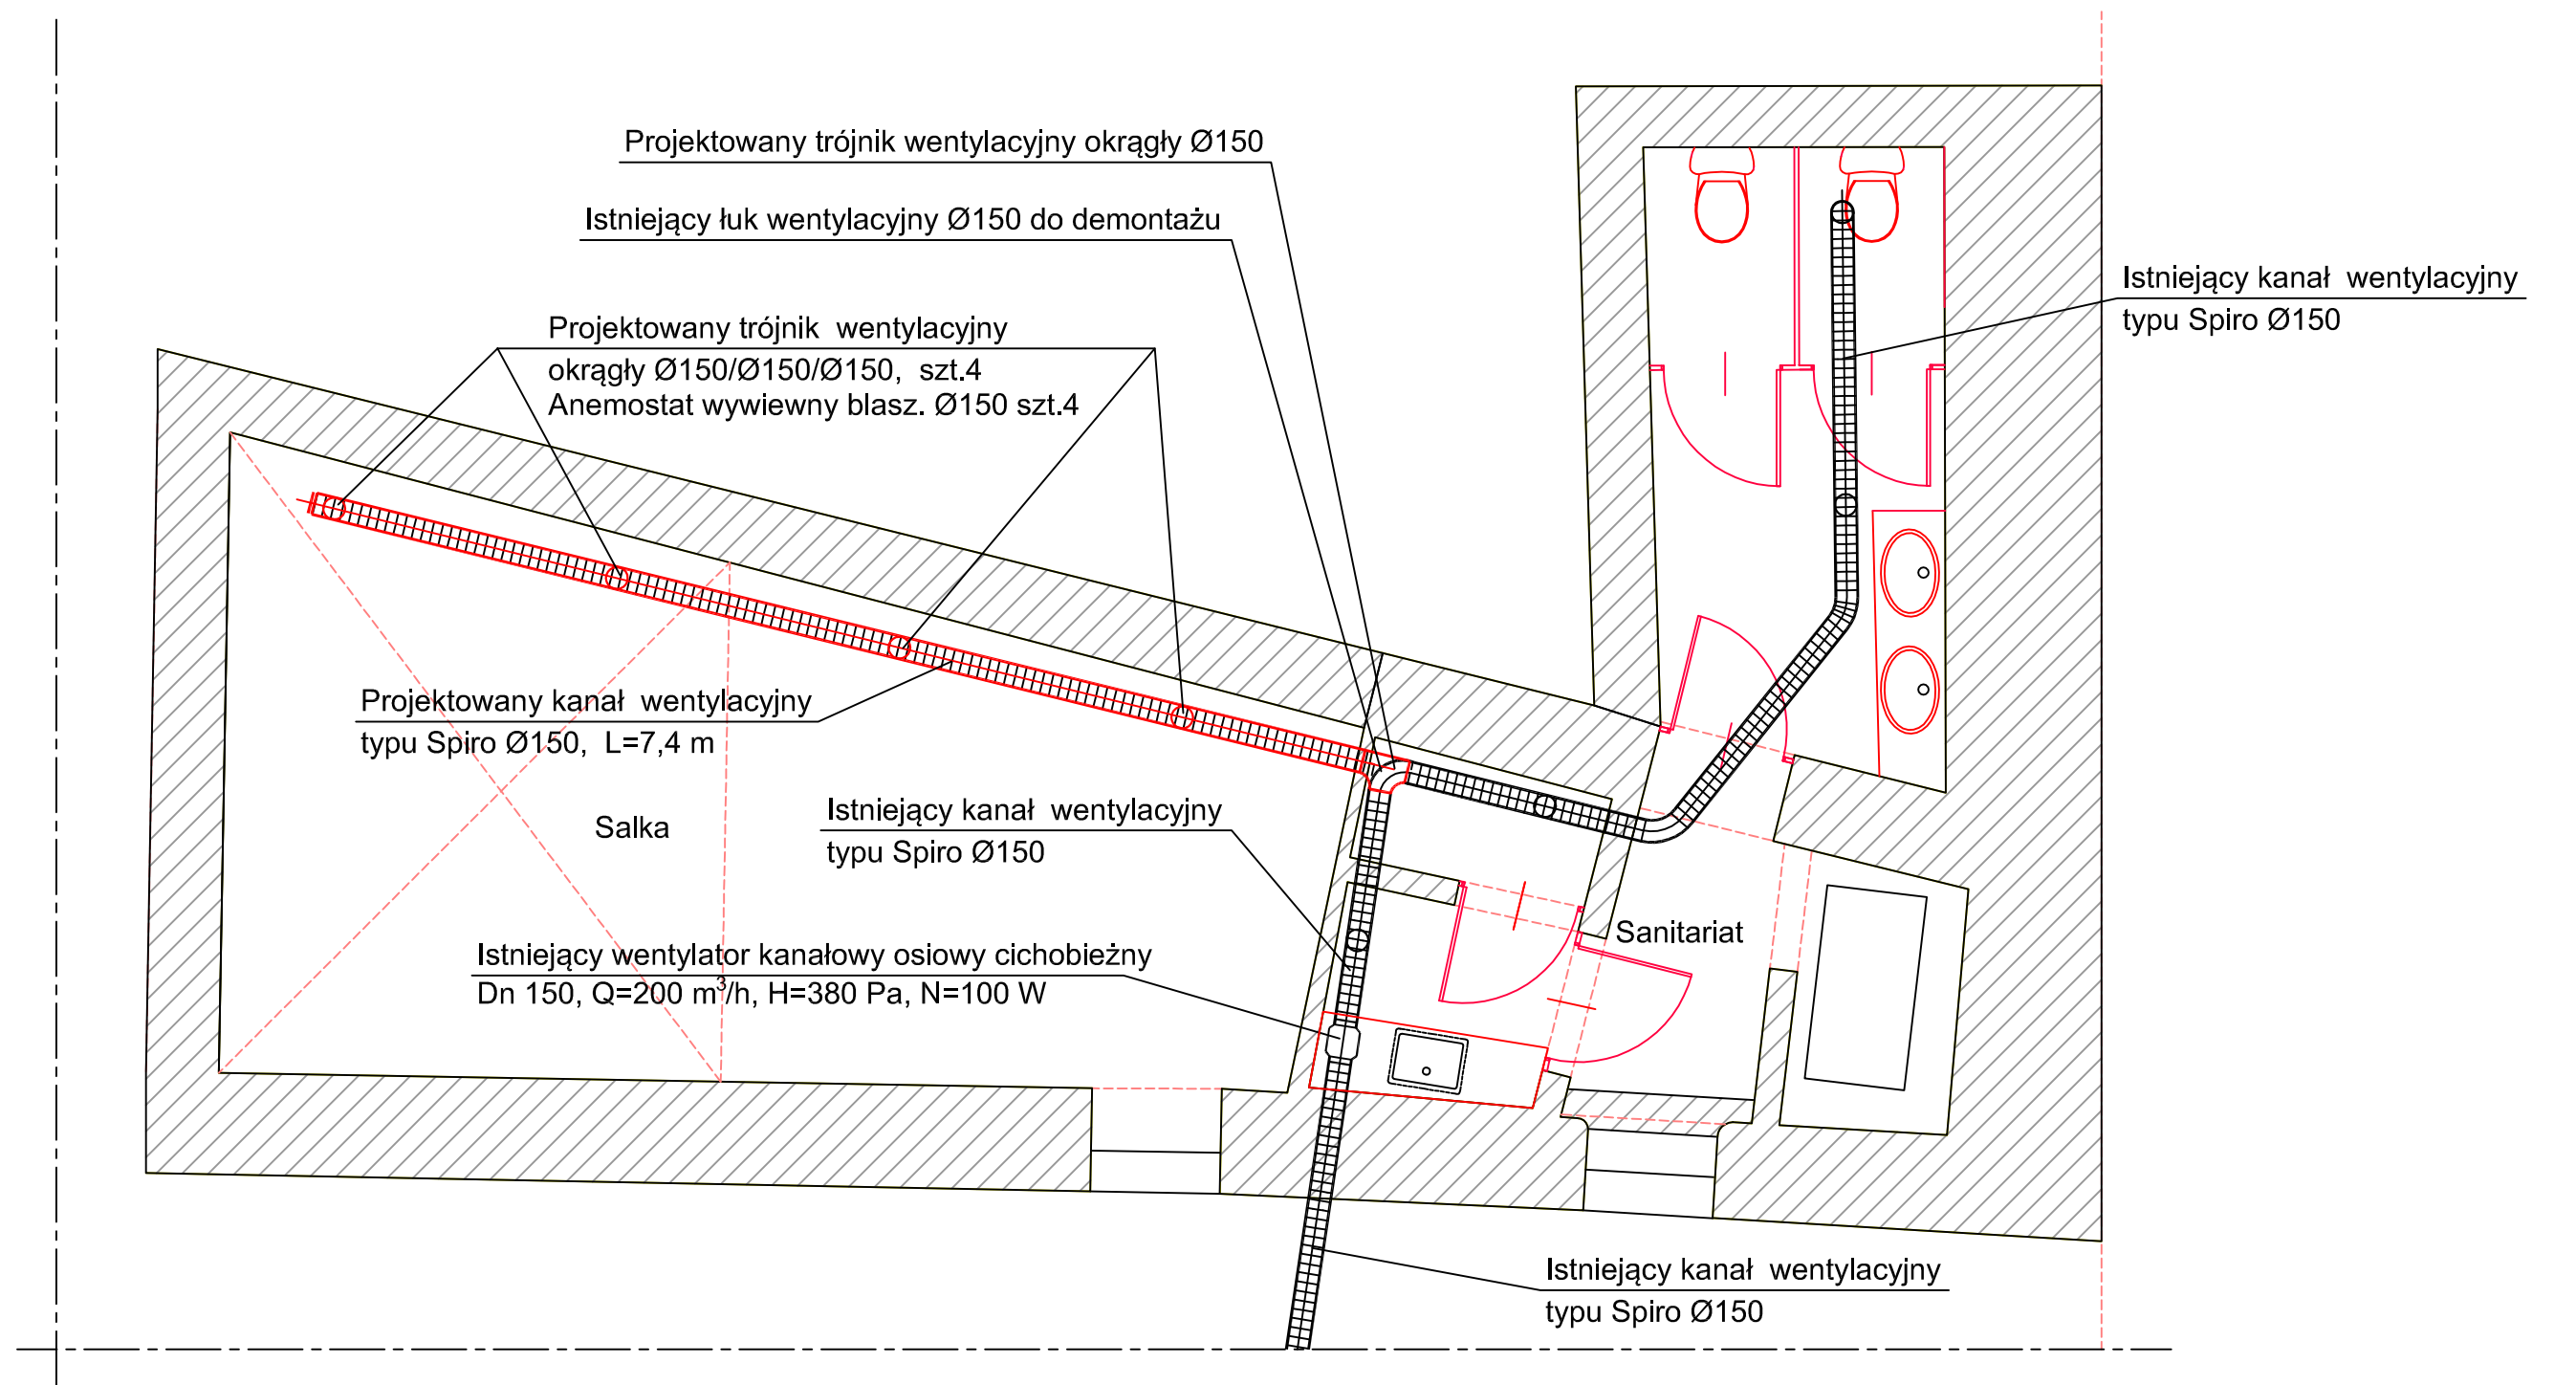 Projektowany trójnik wentylacyjny okrągły Ø150
Istniejący łuk wentylacyjny Ø150 do demontażu
Istniejący kanał wentylacyjny
typu Spiro Ø150
Projektowany trójnik wentylacyjny
okrągły Ø150/Ø150/Ø150, szt.4
Anemostat wywiewny blasz. Ø150 szt.4
Projektowany kanał wentylacyjny
typu Spiro Ø150, L=7,4 m
Istniejący kanał wentylacyjny
typu Spiro Ø150
Salka
Sanitariat
Istniejący wentylator kanałowy osiowy cichobieżny
Dn 150, Q=200 m³/h, H=380 Pa, N=100 W
Istniejący kanał wentylacyjny
typu Spiro Ø150